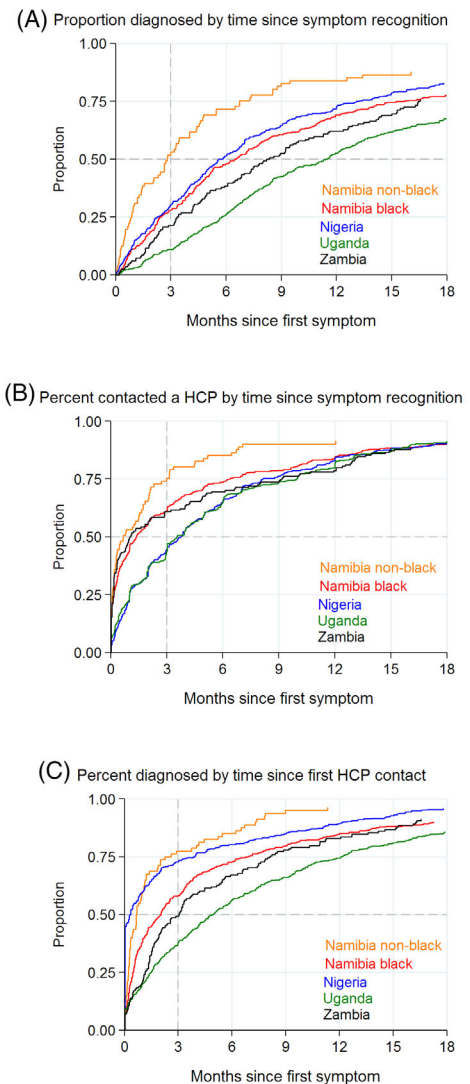 (A) Proportion diagnosed by time since symptom recognition
1.00
0.75
0.50
0.25
0.00
Proportion
Namibia non-black
Namibia black
Nigeria
Uganda
Zambia
0 3 6 9 12 15 18
Months since first symptom
(B) Percent contacted a HCP by time since symptom recognition
1.00
0.75
0.50
0.25
0.00
Proportion
Namibia non-black
Namibia black
Nigeria
Uganda
Zambia
0 3 6 9 12 15 18
Months since first symptom
(C) Percent diagnosed by time since first HCP contact
1.00
0.75
0.50
0.25
0.00
Proportion
Namibia non-black
Namibia black
Nigeria
Uganda
Zambia
0 3 6 9 12 15 18
Months since first symptom